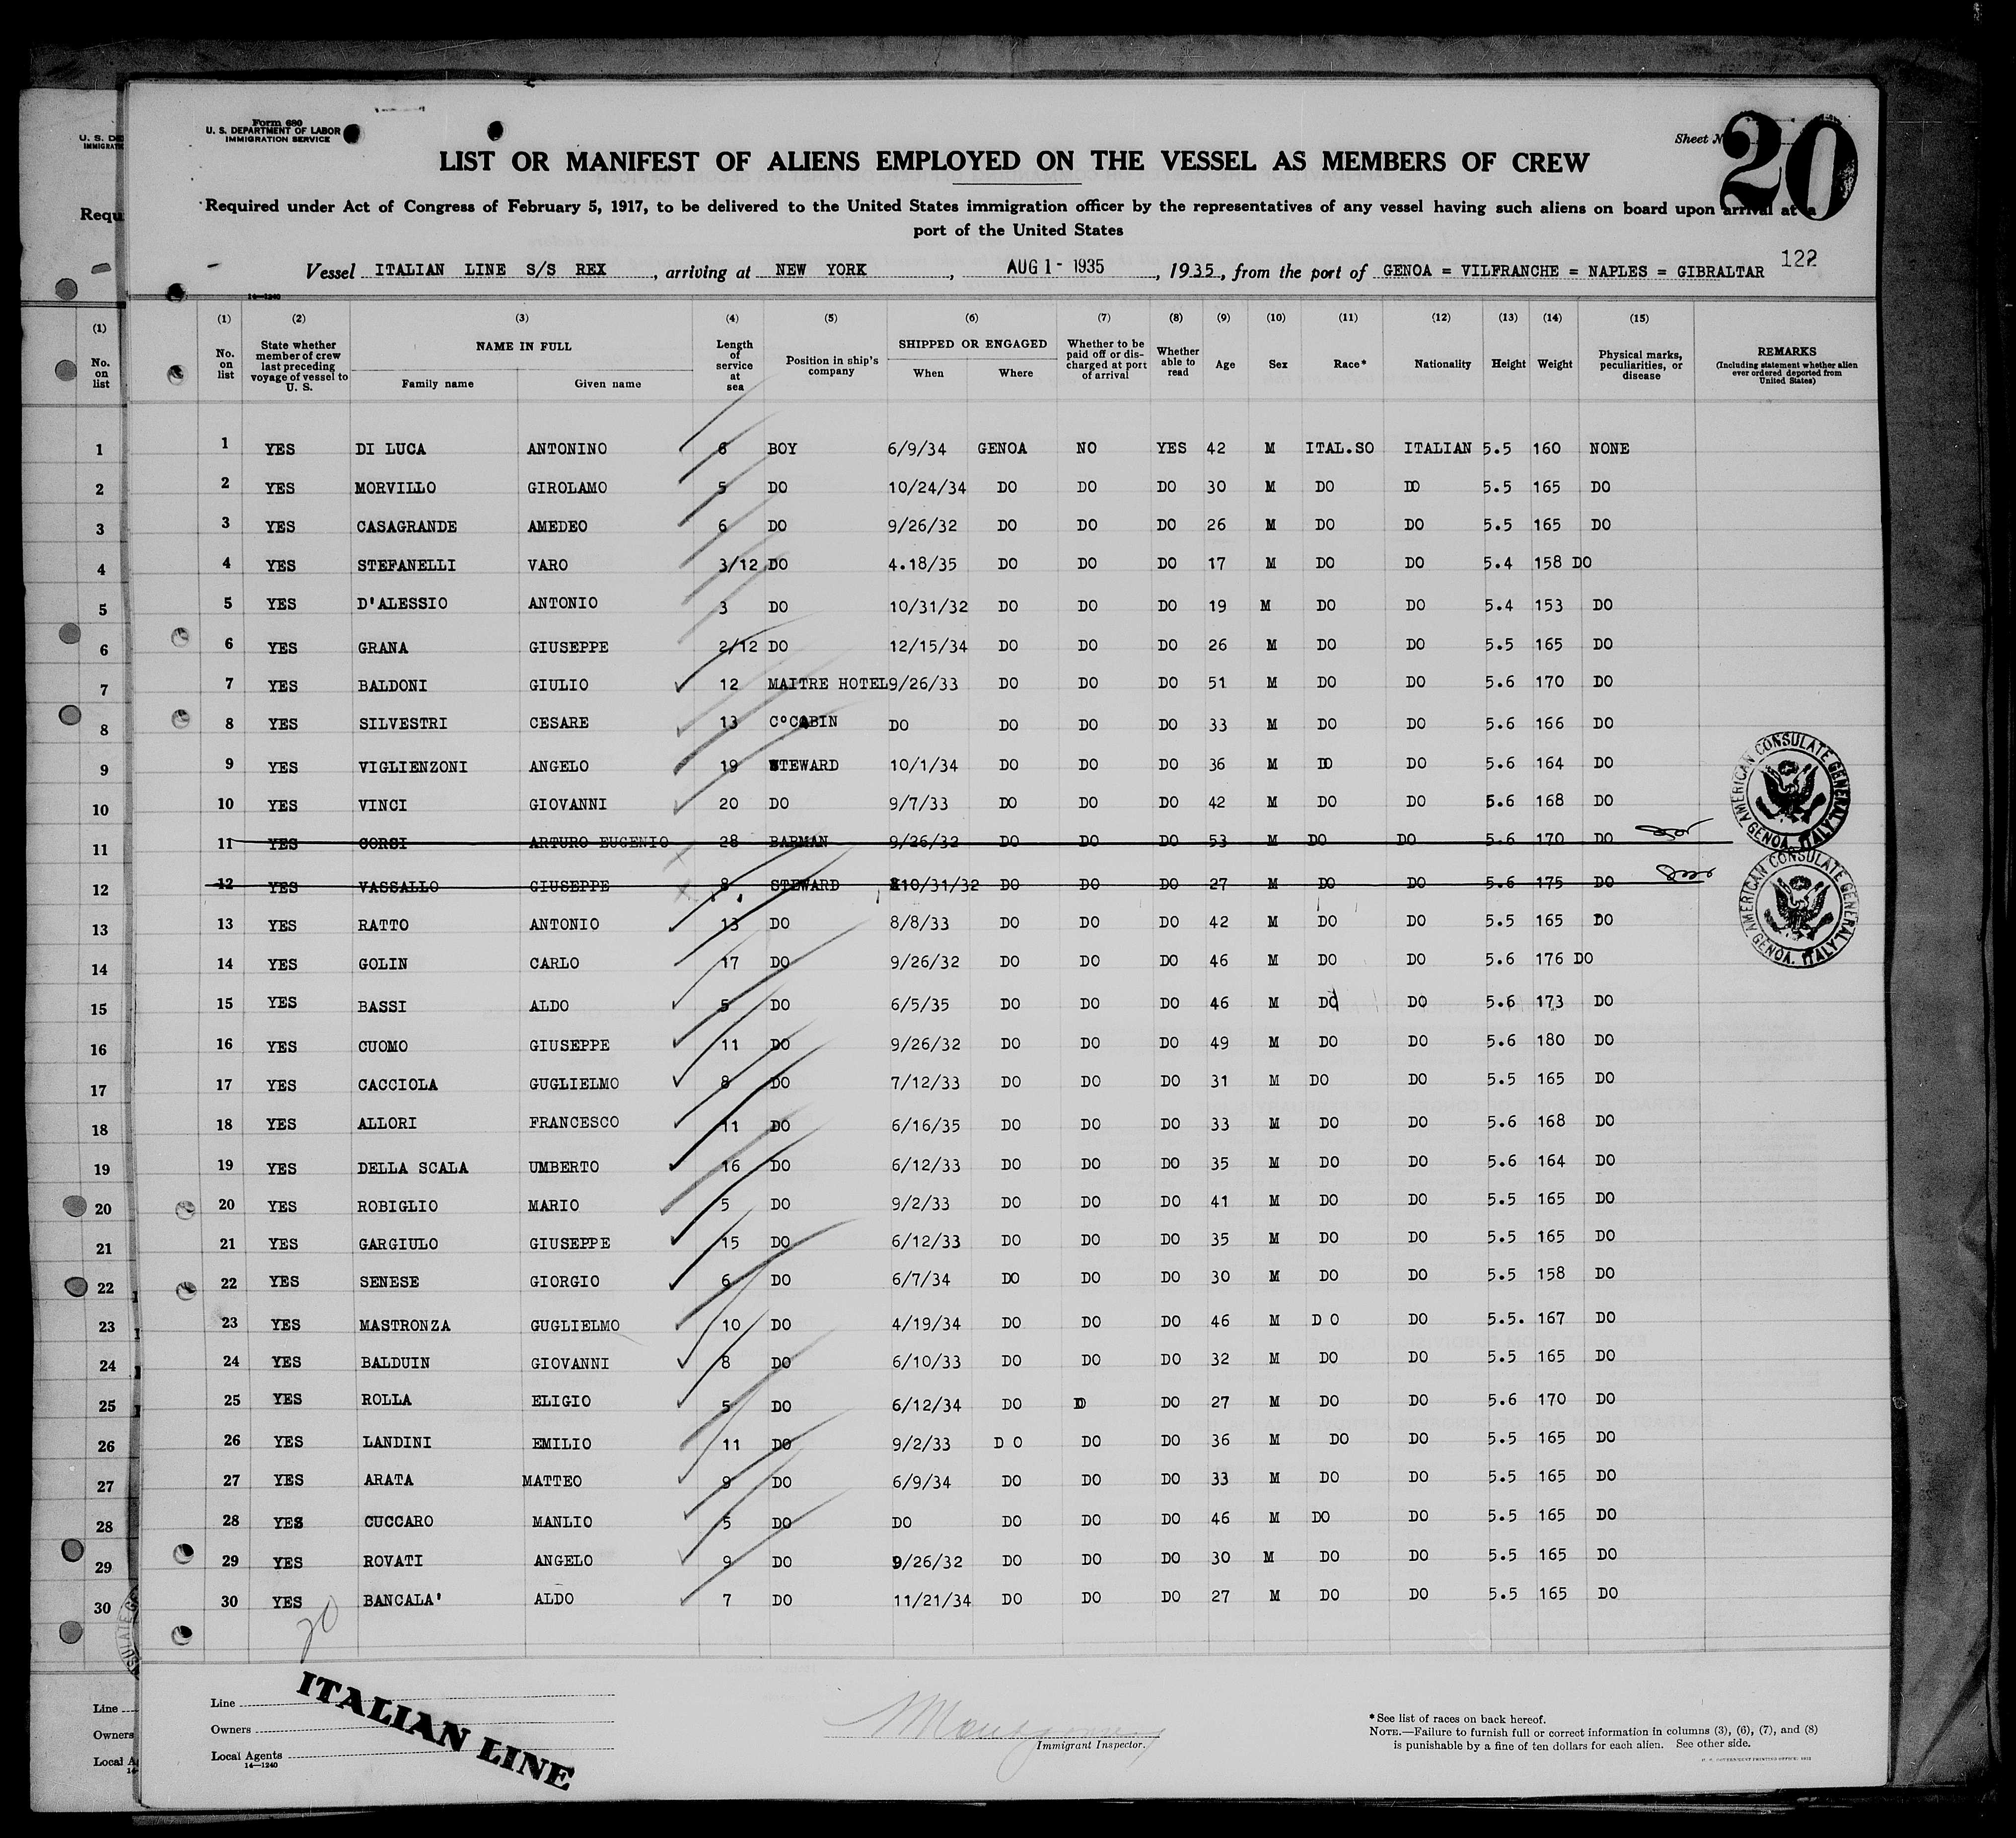 Form 680
U. S. DEPARTMENT OF LABOR
IMMIGRATION SERVICE
Sheet No.
20
LIST OR MANIFEST OF ALIENS EMPLOYED ON THE VESSEL AS MEMBERS OF CREW
Required under Act of Congress of February 5, 1917, to be delivered to the United States immigration officer by the representatives of any vessel having such aliens on board upon arrival at a
port of the United States
Vessel ITALIAN LINE S/S REX, arriving at NEW YORK, AUG 1 - 1935, 1935, from the port of GENOA = VILFRANCHE = NAPLES = GIBRALTAR 122
14—1240
(1) (2) (3) (4) (5) (6) (7) (8) (9) (10) (11) (12) (13) (14) (15)
No. on list State whether member of crew last preceding voyage of vessel to U. S. NAME IN FULL Family name Given name Length of service at sea Position in ship's company SHIPPED OR ENGAGED When Where Whether to be paid off or discharged at port of arrival Whether able to read Age Sex Race* Nationality Height Weight Physical marks, peculiarities, or disease REMARKS (Including statement whether alien ever ordered deported from United States)
1 YES DI LUCA ANTONINO 6 BOY 6/9/34 GENOA NO YES 42 M ITAL.SO ITALIAN 5.5 160 NONE
2 YES MORVILLO GIROLAMO 5 DO 10/24/34 DO DO DO 30 M DO DO 5.5 165 DO
3 YES CASAGRANDE AMEDEO 6 DO 9/26/32 DO DO DO 26 M DO DO 5.5 165 DO
4 YES STEFANELLI VARO 3/12 DO 4.18/35 DO DO DO 17 M DO DO 5.4 158 DO
5 YES D'ALESSIO ANTONIO 3 DO 10/31/32 DO DO DO 19 M DO DO 5.4 153 DO
6 YES GRANA GIUSEPPE 2/12 DO 12/15/34 DO DO DO 26 M DO DO 5.5 165 DO
7 YES BALDONI GIULIO 12 MAITRE HOTEL 9/26/33 DO DO DO 51 M DO DO 5.6 170 DO
8 YES SILVESTRI CESARE 13 C°CABIN DO DO DO DO 33 M DO DO 5.6 166 DO
9 YES VIGLIENZONI ANGELO 19 STEWARD 10/1/34 DO DO DO 36 M DO DO 5.6 164 DO
10 YES VINCI GIOVANNI 20 DO 9/7/33 DO DO DO 42 M DO DO 5.6 168 DO
11 YES CORSI ARTURO EUGENIO 28 BARMAN 9/26/32 DO DO DO 53 M DO DO 5.6 170 DO
12 YES VASSALLO GIUSEPPE 8 STEWARD 10/31/32 DO DO DO 27 M DO DO 5.6 175 DO
13 YES RATTO ANTONIO 13 DO 8/8/33 DO DO DO 42 M DO DO 5.5 165 DO
14 YES GOLIN CARLO 17 DO 9/26/32 DO DO DO 46 M DO DO 5.6 176 DO
15 YES BASSI ALDO 5 DO 6/5/35 DO DO DO 46 M DO DO 5.6 173 DO
16 YES CUOMO GIUSEPPE 11 DO 9/26/32 DO DO DO 49 M DO DO 5.6 180 DO
17 YES CACCIOLA GUGLIELMO 8 DO 7/12/33 DO DO DO 31 M DO DO 5.5 165 DO
18 YES ALLORI FRANCESCO 11 DO 6/16/35 DO DO DO 33 M DO DO 5.6 168 DO
19 YES DELLA SCALA UMBERTO 16 DO 6/12/33 DO DO DO 35 M DO DO 5.6 164 DO
20 YES ROBIGLIO MARIO 5 DO 9/2/33 DO DO DO 41 M DO DO 5.5 165 DO
21 YES GARGIULO GIUSEPPE 15 DO 6/12/33 DO DO DO 35 M DO DO 5.5 165 DO
22 YES SENESE GIORGIO 6 DO 6/7/34 DO DO DO 30 M DO DO 5.5 158 DO
23 YES MASTRONZA GUGLIELMO 10 DO 4/19/34 DO DO DO 46 M D O DO 5.5. 167 DO
24 YES BALDUIN GIOVANNI 8 DO 6/10/33 DO DO DO 32 M DO DO 5.5 165 DO
25 YES ROLLA ELIGIO 5 DO 6/12/34 DO DO DO 27 M DO DO 5.6 170 DO
26 YES LANDINI EMILIO 11 DO 9/2/33 D O DO DO 36 M DO DO 5.5 165 DO
27 YES ARATA MATTEO 9 DO 6/9/34 DO DO DO 33 M DO DO 5.5 165 DO
28 YES CUCCARO MANLIO 5 DO DO DO DO DO 46 M DO DO 5.5 165 DO
29 YES ROVATI ANGELO 9 DO 9/26/32 DO DO DO 30 M DO DO 5.5 165 DO
30 YES BANCALA' ALDO 7 DO 11/21/34 DO DO DO 27 M DO DO 5.5 165 DO
AMERICAN CONSULATE GENERAL
GENOA, ITALY
AMERICAN CONSULATE GENERAL
GENOA, ITALY
Line
Owners
Local Agents
14—1240
ITALIAN LINE
Immigrant Inspector.
*See list of races on back hereof.
NOTE.—Failure to furnish full or correct information in columns (3), (6), (7), and (8)
is punishable by a fine of ten dollars for each alien. See other side.